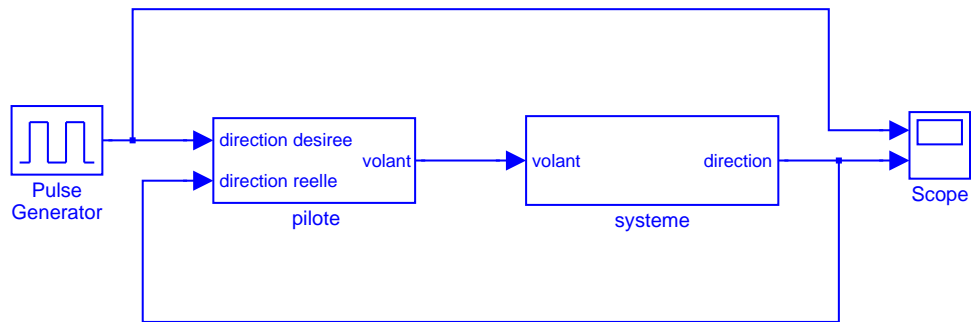 direction desiree
volant
direction reelle
pilote
volant
direction
systeme
Pulse
Generator
Scope